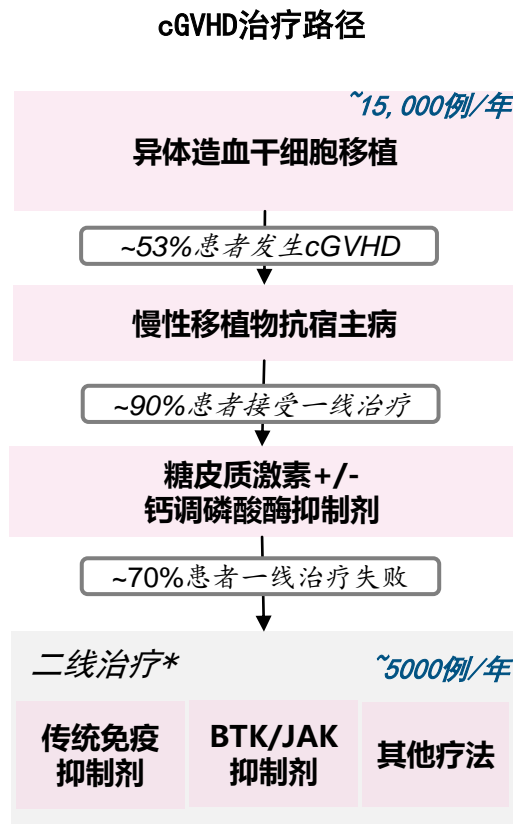 cGVHD治疗路径
~15,000例/年
异体造血干细胞移植
~53%患者发生cGVHD
慢性移植物抗宿主病
~90%患者接受一线治疗
糖皮质激素+/-
钙调磷酸酶抑制剂
~70%患者一线治疗失败
二线治疗*
~5000例/年
传统免疫
抑制剂
BTK/JAK
抑制剂
其他疗法